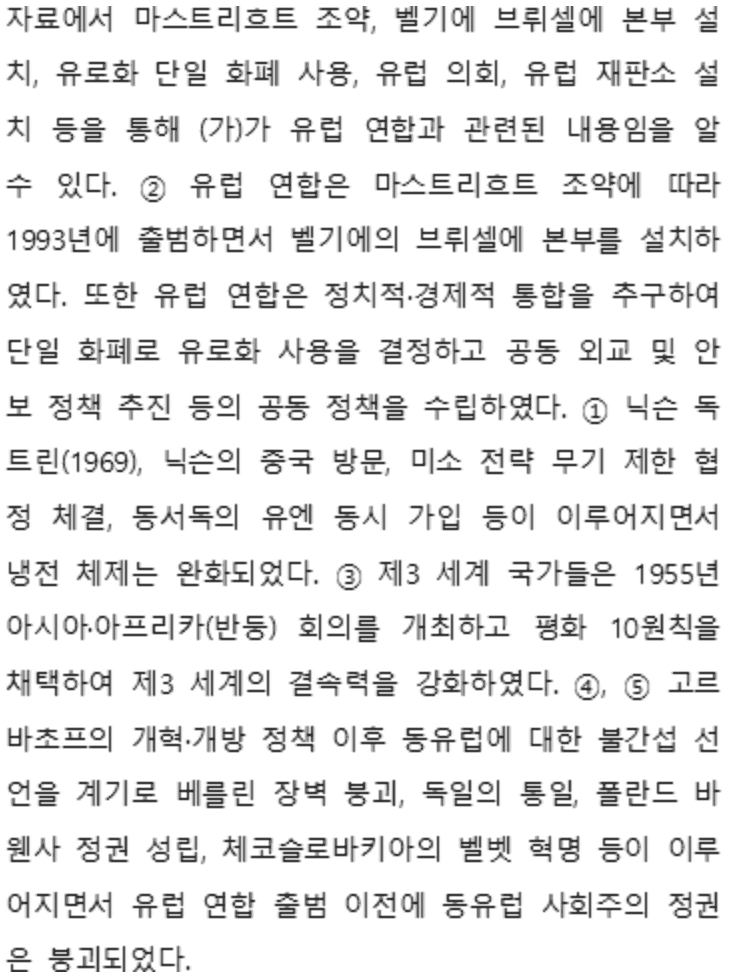 자료에서 마스트리흐트 조약, 벨기에 브뤼셀에 본부 설
치, 유로화 단일 화폐 사용, 유럽 의회, 유럽 재판소 설
치 등을 통해 (가)가 유럽 연합과 관련된 내용임을 알
수 있다. ② 유럽 연합은 마스트리흐트 조약에 따라
1993년에 출범하면서 벨기에의 브뤼셀에 본부를 설치하
였다. 또한 유럽 연합은 정치적·경제적 통합을 추구하여
단일 화폐로 유로화 사용을 결정하고 공동 외교 및 안
보 정책 추진 등의 공동 정책을 수립하였다. ① 닉슨 독
트린(1969), 닉슨의 중국 방문, 미소 전략 무기 제한 협
정 체결, 동서독의 유엔 동시 가입 등이 이루어지면서
냉전 체제는 완화되었다. ③ 제3 세계 국가들은 1955년
아시아·아프리카(반둥) 회의를 개최하고 평화 10원칙을
채택하여 제3 세계의 결속력을 강화하였다. ④, ⑤ 고르
바초프의 개혁·개방 정책 이후 동유럽에 대한 불간섭 선
언을 계기로 베를린 장벽 붕괴, 독일의 통일, 폴란드 바
웬사 정권 성립, 체코슬로바키아의 벨벳 혁명 등이 이루
어지면서 유럽 연합 출범 이전에 동유럽 사회주의 정권
은 붕괴되었다.